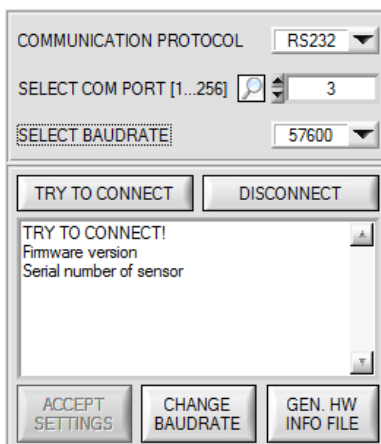 COMMUNICATION PROTOCOL RS232
SELECT COM PORT [1...256] 3
SELECT BAUDRATE 57600
TRY TO CONNECT DISCONNECT
TRY TO CONNECT!
Firmware version
Serial number of sensor
ACCEPT SETTINGS
CHANGE BAUDRATE
GEN. HW INFO FILE